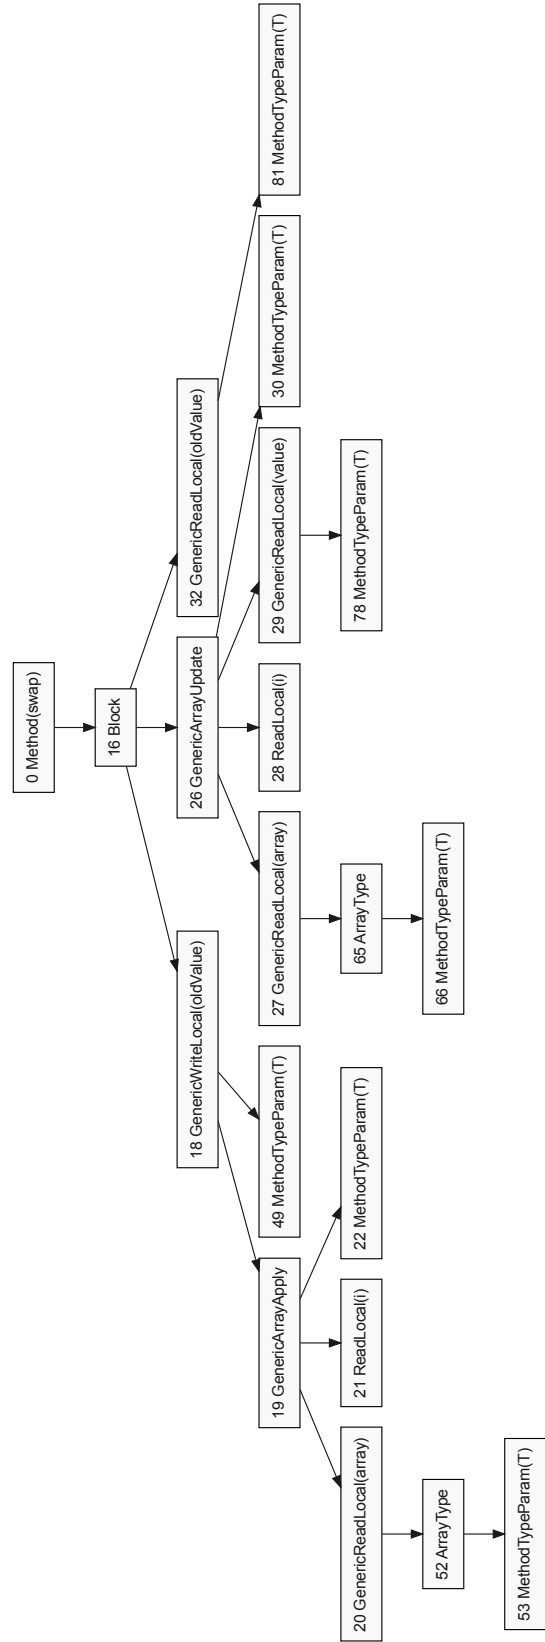 0 Method(swap)
16 Block
18 GenericWriteLocal(oldValue)
26 GenericArrayUpdate
32 GenericReadLocal(oldValue)
19 GenericArrayApply
49 MethodTypeParam(T)
27 GenericReadLocal(array)
28 ReadLocal(i)
29 GenericReadLocal(value)
30 MethodTypeParam(T)
81 MethodTypeParam(T)
20 GenericReadLocal(array)
21 ReadLocal(i)
22 MethodTypeParam(T)
65 ArrayType
78 MethodTypeParam(T)
52 ArrayType
66 MethodTypeParam(T)
53 MethodTypeParam(T)